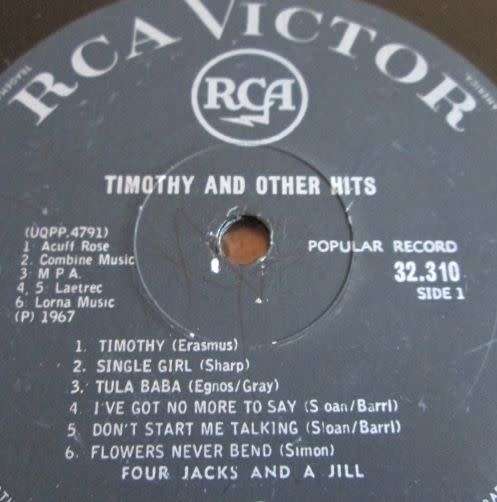 RCA VICTOR
RCA
TIMOTHY AND OTHER HITS
(UQPP.4791)
1 Acuff Rose
2. Combine Music
3 M P A.
4, 5 Laetrec
6 Lorna Music
(P) 1967
POPULAR RECORD
32.310
SIDE 1
1. TIMOTHY (Erasmus)
2. SINGLE GIRL (Sharp)
3. TULA BABA (Egnos/Gray)
4 I'VE GOT NO MORE TO SAY (S oan/Barrl)
5 DON'T START ME TALKING (Sloan/Barrl)
6. FLOWERS NEVER BEND (Simon)
FOUR JACKS AND A JILL